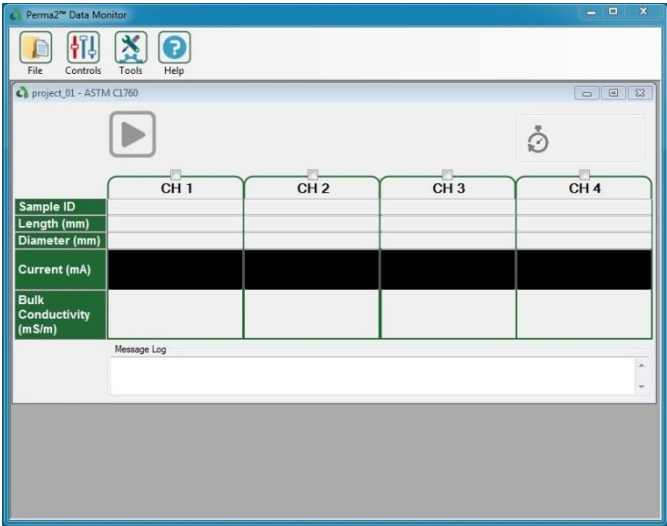 Perma2™ Data Monitor
File Controls Tools Help
project_01 - ASTM C1760
CH 1 CH 2 CH 3 CH 4
Sample ID
Length (mm)
Diameter (mm)
Current (mA)
Bulk
Conductivity
(mS/m)
Message Log